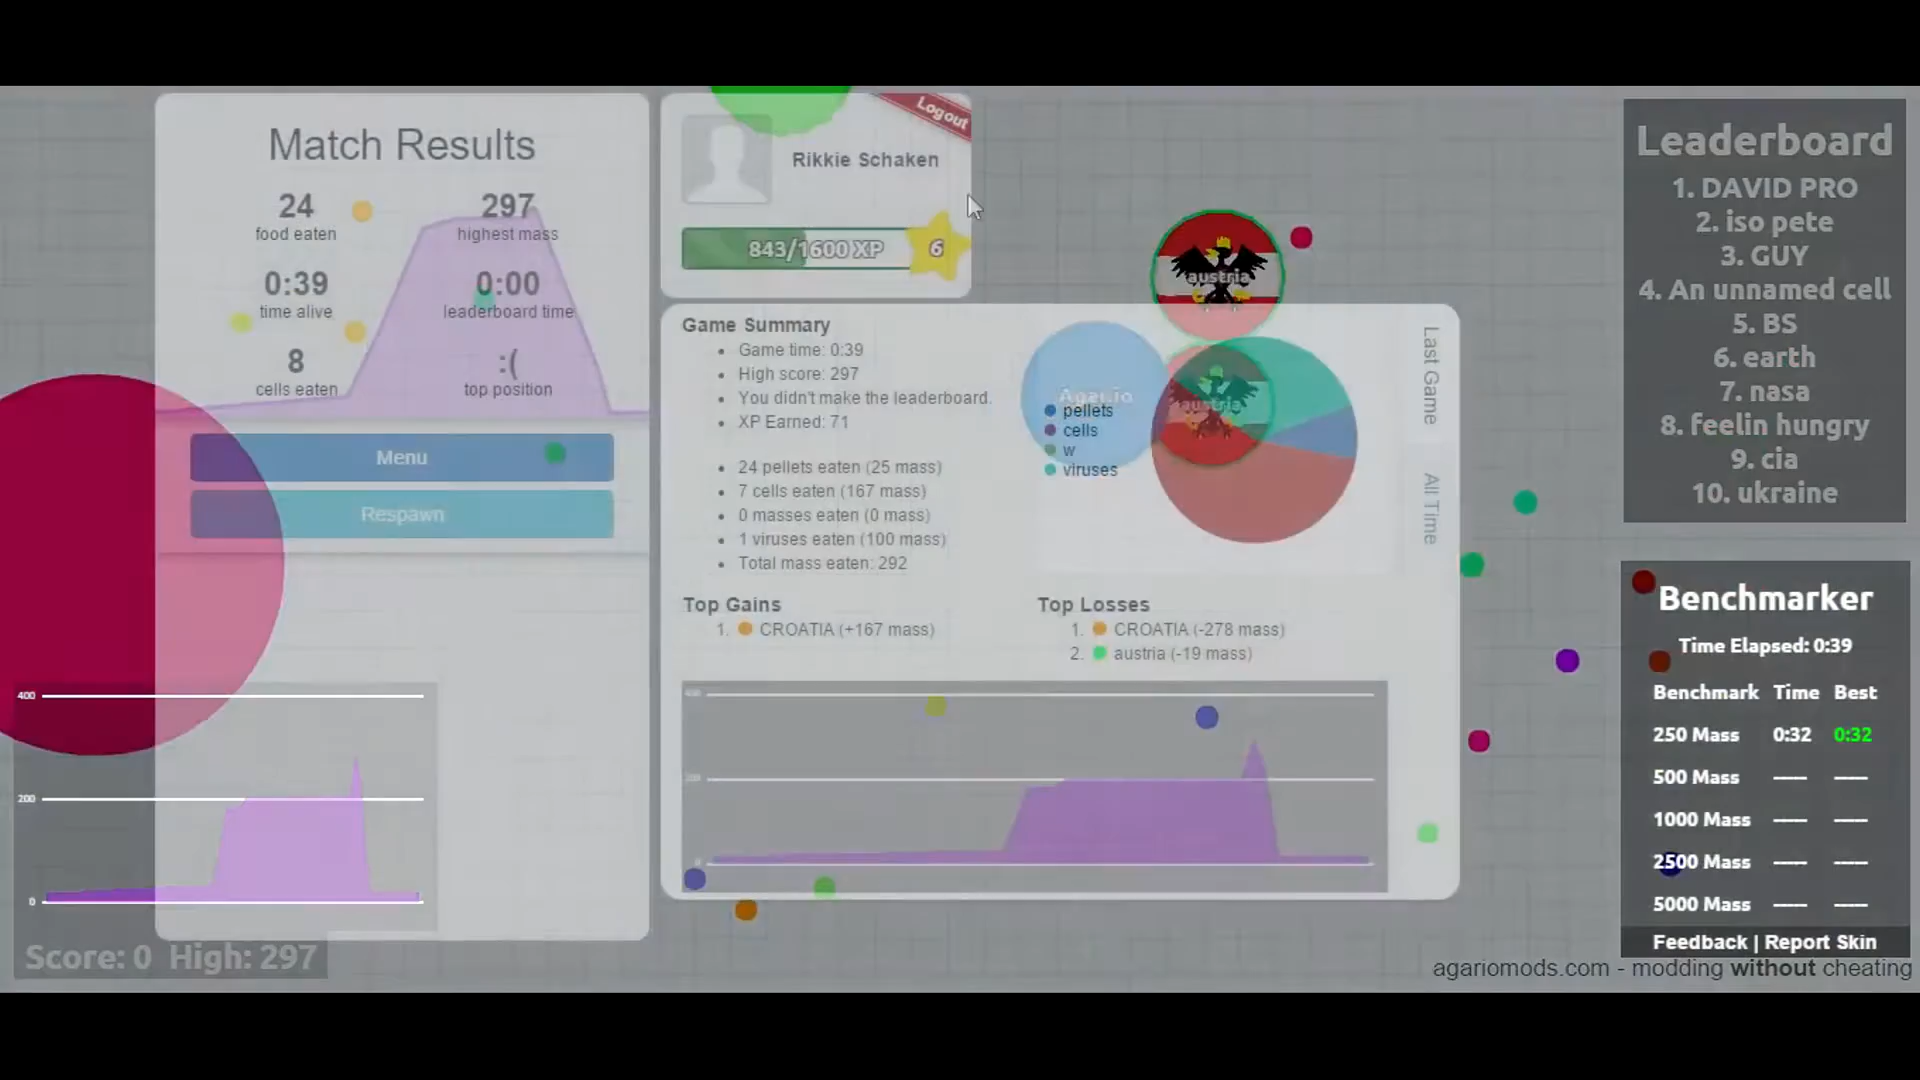 Match Results
24
food eaten
297
highest mass
0:39
time alive
0:00
leaderboard time
8
cells eaten
:(
top position
Menu
Respawn
400
200
0
Score: 0 High: 297
Logout
Rikkie Schaken
843/1600 XP
6
Game Summary
Game time: 0:39
High score: 297
You didn't make the leaderboard.
XP Earned: 71
24 pellets eaten (25 mass)
7 cells eaten (167 mass)
0 masses eaten (0 mass)
1 viruses eaten (100 mass)
Total mass eaten: 292
Agar.io
pellets
cells
w
viruses
austria
austria
Last Game
All Time
Top Gains
1. CROATIA (+167 mass)
Top Losses
1. CROATIA (-278 mass)
2. austria (-19 mass)
400
200
0
Leaderboard
1. DAVID PRO
2. iso pete
3. GUY
4. An unnamed cell
5. BS
6. earth
7. nasa
8. feelin hungry
9. cia
10. ukraine
Benchmarker
Time Elapsed: 0:39
Benchmark Time Best
250 Mass 0:32 0:32
500 Mass —— ——
1000 Mass —— ——
2500 Mass —— ——
5000 Mass —— ——
Feedback | Report Skin
agariomods.com - modding without cheating